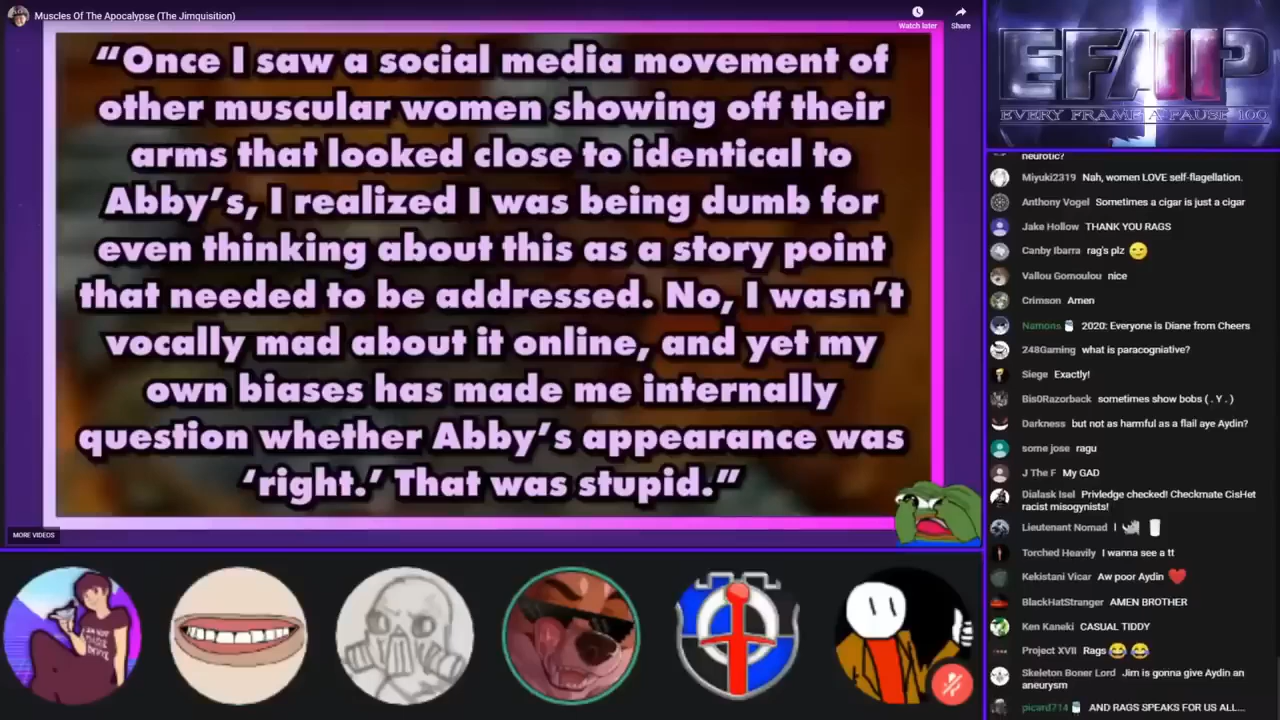 Muscles Of The Apocalypse (The Jimquisition)
Watch later
Share
“Once I saw a social media movement of
other muscular women showing off their
arms that looked close to identical to
Abby’s, I realized I was being dumb for
even thinking about this as a story point
that needed to be addressed. No, I wasn’t
vocally mad about it online, and yet my
own biases has made me internally
question whether Abby’s appearance was
‘right.’ That was stupid.”
MORE VIDEOS
EFAP
EVERY FRAME A PAUSE 100
neurotic?
Miyuki2319 Nah, women LOVE self-flagellation.
Anthony Vogel Sometimes a cigar is just a cigar
Jake Hollow THANK YOU RAGS
Canby Ibarra rag's plz
Vallou Gomoulou nice
Crimson Amen
Namons 2020: Everyone is Diane from Cheers
248Gaming what is paracogniative?
Siege Exactly!
Bis0Razorback sometimes show bobs ( . Y . )
Darkness but not as harmful as a flail aye Aydin?
some jose ragu
J The F My GAD
Dialask Isel Privledge checked! Checkmate CisHet
racist misogynists!
Lieutenant Nomad I
Torched Heavily I wanna see a tt
Kekistani Vicar Aw poor Aydin
BlackHatStranger AMEN BROTHER
Ken Kaneki CASUAL TIDDY
Project XVII Rags
Skeleton Boner Lord Jim is gonna give Aydin an
aneurysm
picard714 AND RAGS SPEAKS FOR US ALL...